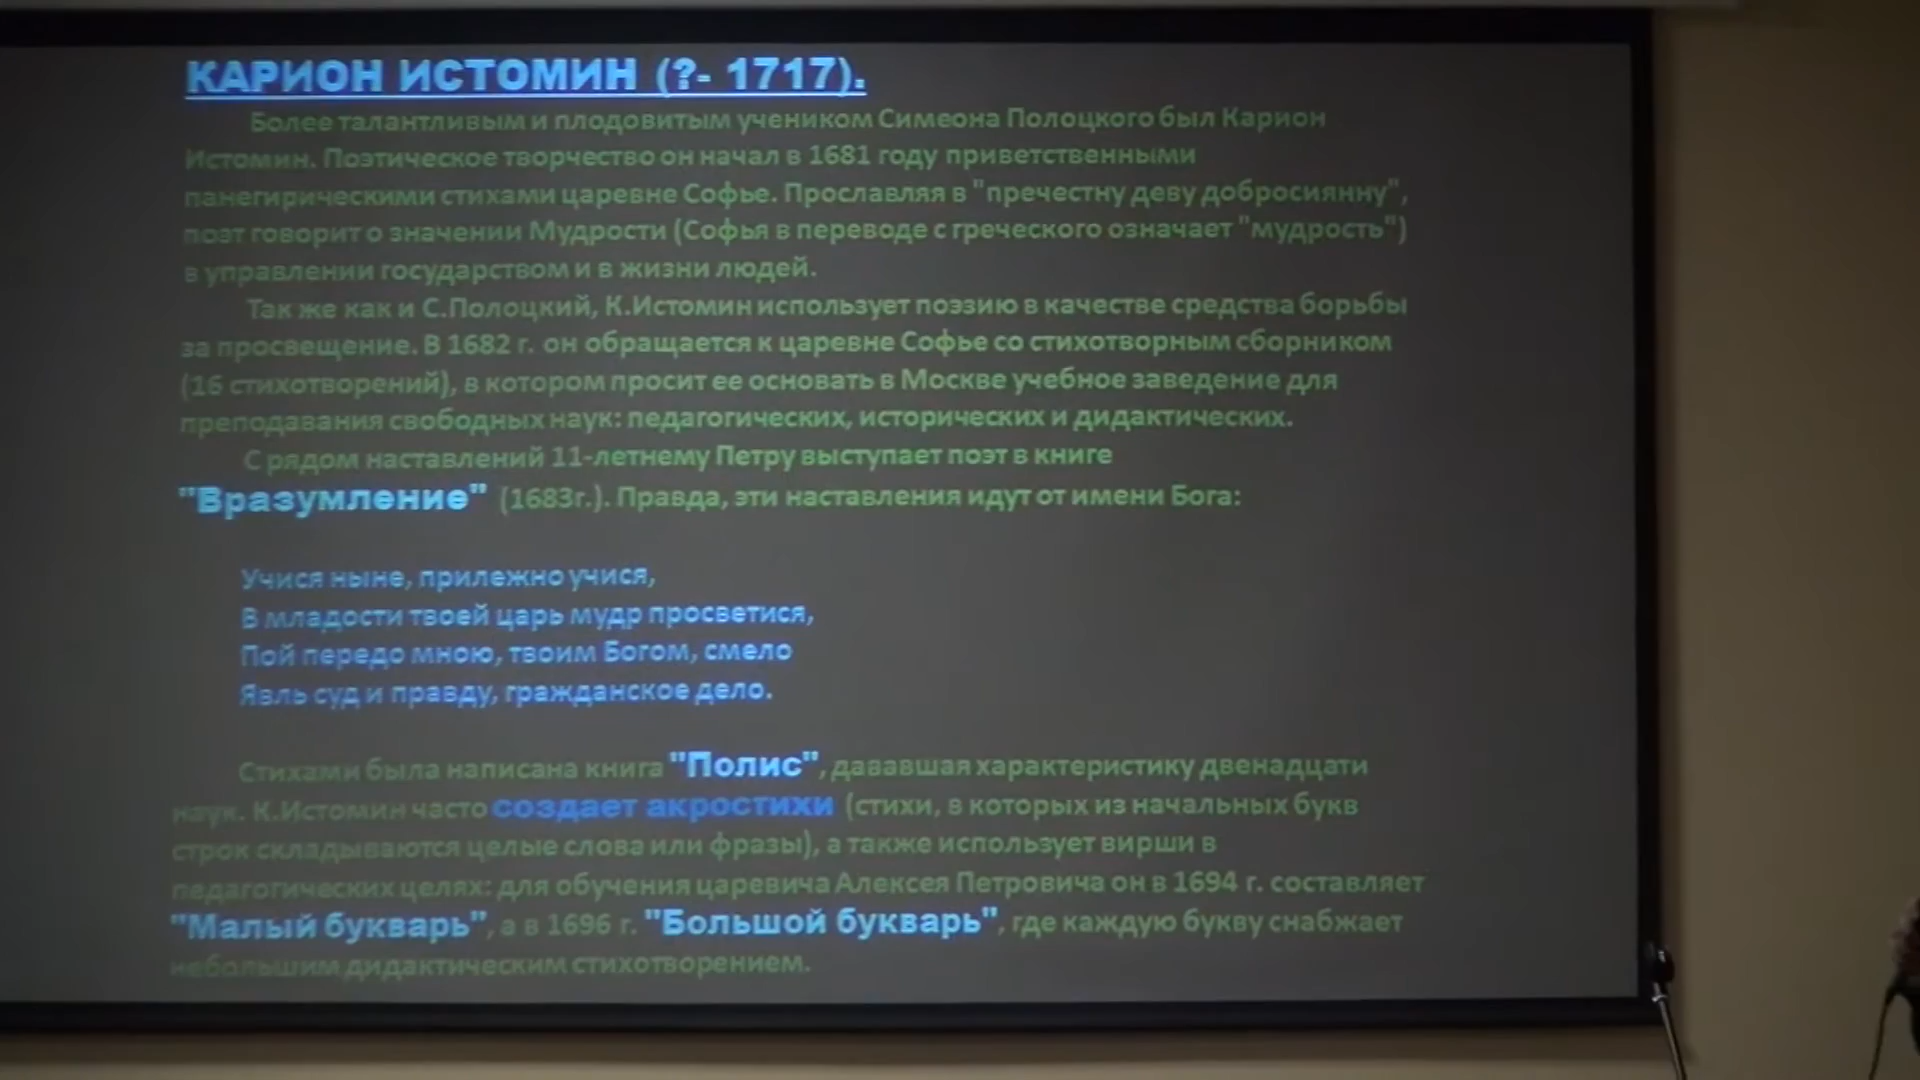 КАРИОН ИСТОМИН (?- 1717).
Более талантливым и плодовитым учеником Симеона Полоцкого был Карион
Истомин. Поэтическое творчество он начал в 1681 году приветственными
панегирическими стихами царевне Софье. Прославляя в "пречестну деву добросиянну",
поэт говорит о значении Мудрости (Софья в переводе с греческого означает "мудрость")
в управлении государством и в жизни людей.
Так же как и С.Полоцкий, К.Истомин использует поэзию в качестве средства борьбы
за просвещение. В 1682 г. он обращается к царевне Софье со стихотворным сборником
(16 стихотворений), в котором просит ее основать в Москве учебное заведение для
преподавания свободных наук: педагогических, исторических и дидактических.
С рядом наставлений 11-летнему Петру выступает поэт в книге
"Вразумление" (1683г.). Правда, эти наставления идут от имени Бога:
Учися ныне, прилежно учися,
В младости твоей царь мудр просветися,
Пой передо мною, твоим Богом, смело
Явль суд и правду, гражданское дело.
Стихами была написана книга "Полис", дававшая характеристику двенадцати
наук. К.Истомин часто создает акростихи (стихи, в которых из начальных букв
строк складываются целые слова или фразы), а также использует вирши в
педагогических целях: для обучения царевича Алексея Петровича он в 1694 г. составляет
"Малый букварь", а в 1696 г. "Большой букварь", где каждую букву снабжает
небольшим дидактическим стихотворением.